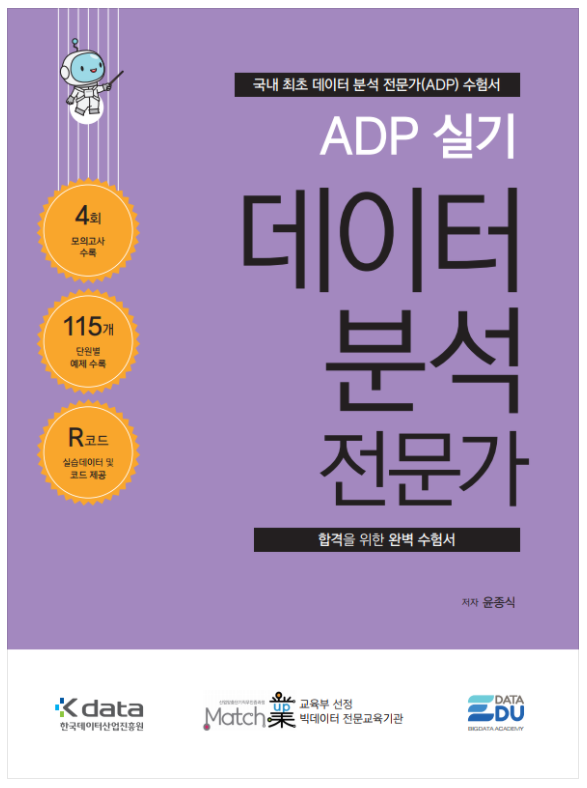 국내 최초 데이터 분석 전문가(ADP) 수험서
ADP 실기
데이터
분석
전문가
합격을 위한 완벽 수험서
저자 윤종식
4회
모의고사
수록
115개
단원별
예제 수록
R코드
실습데이터 및
코드 제공
Kdata
한국데이터산업진흥원
Match業
up
교육부 선정
빅데이터 전문교육기관
DATA
EDU
BIGDATA ACADEMY